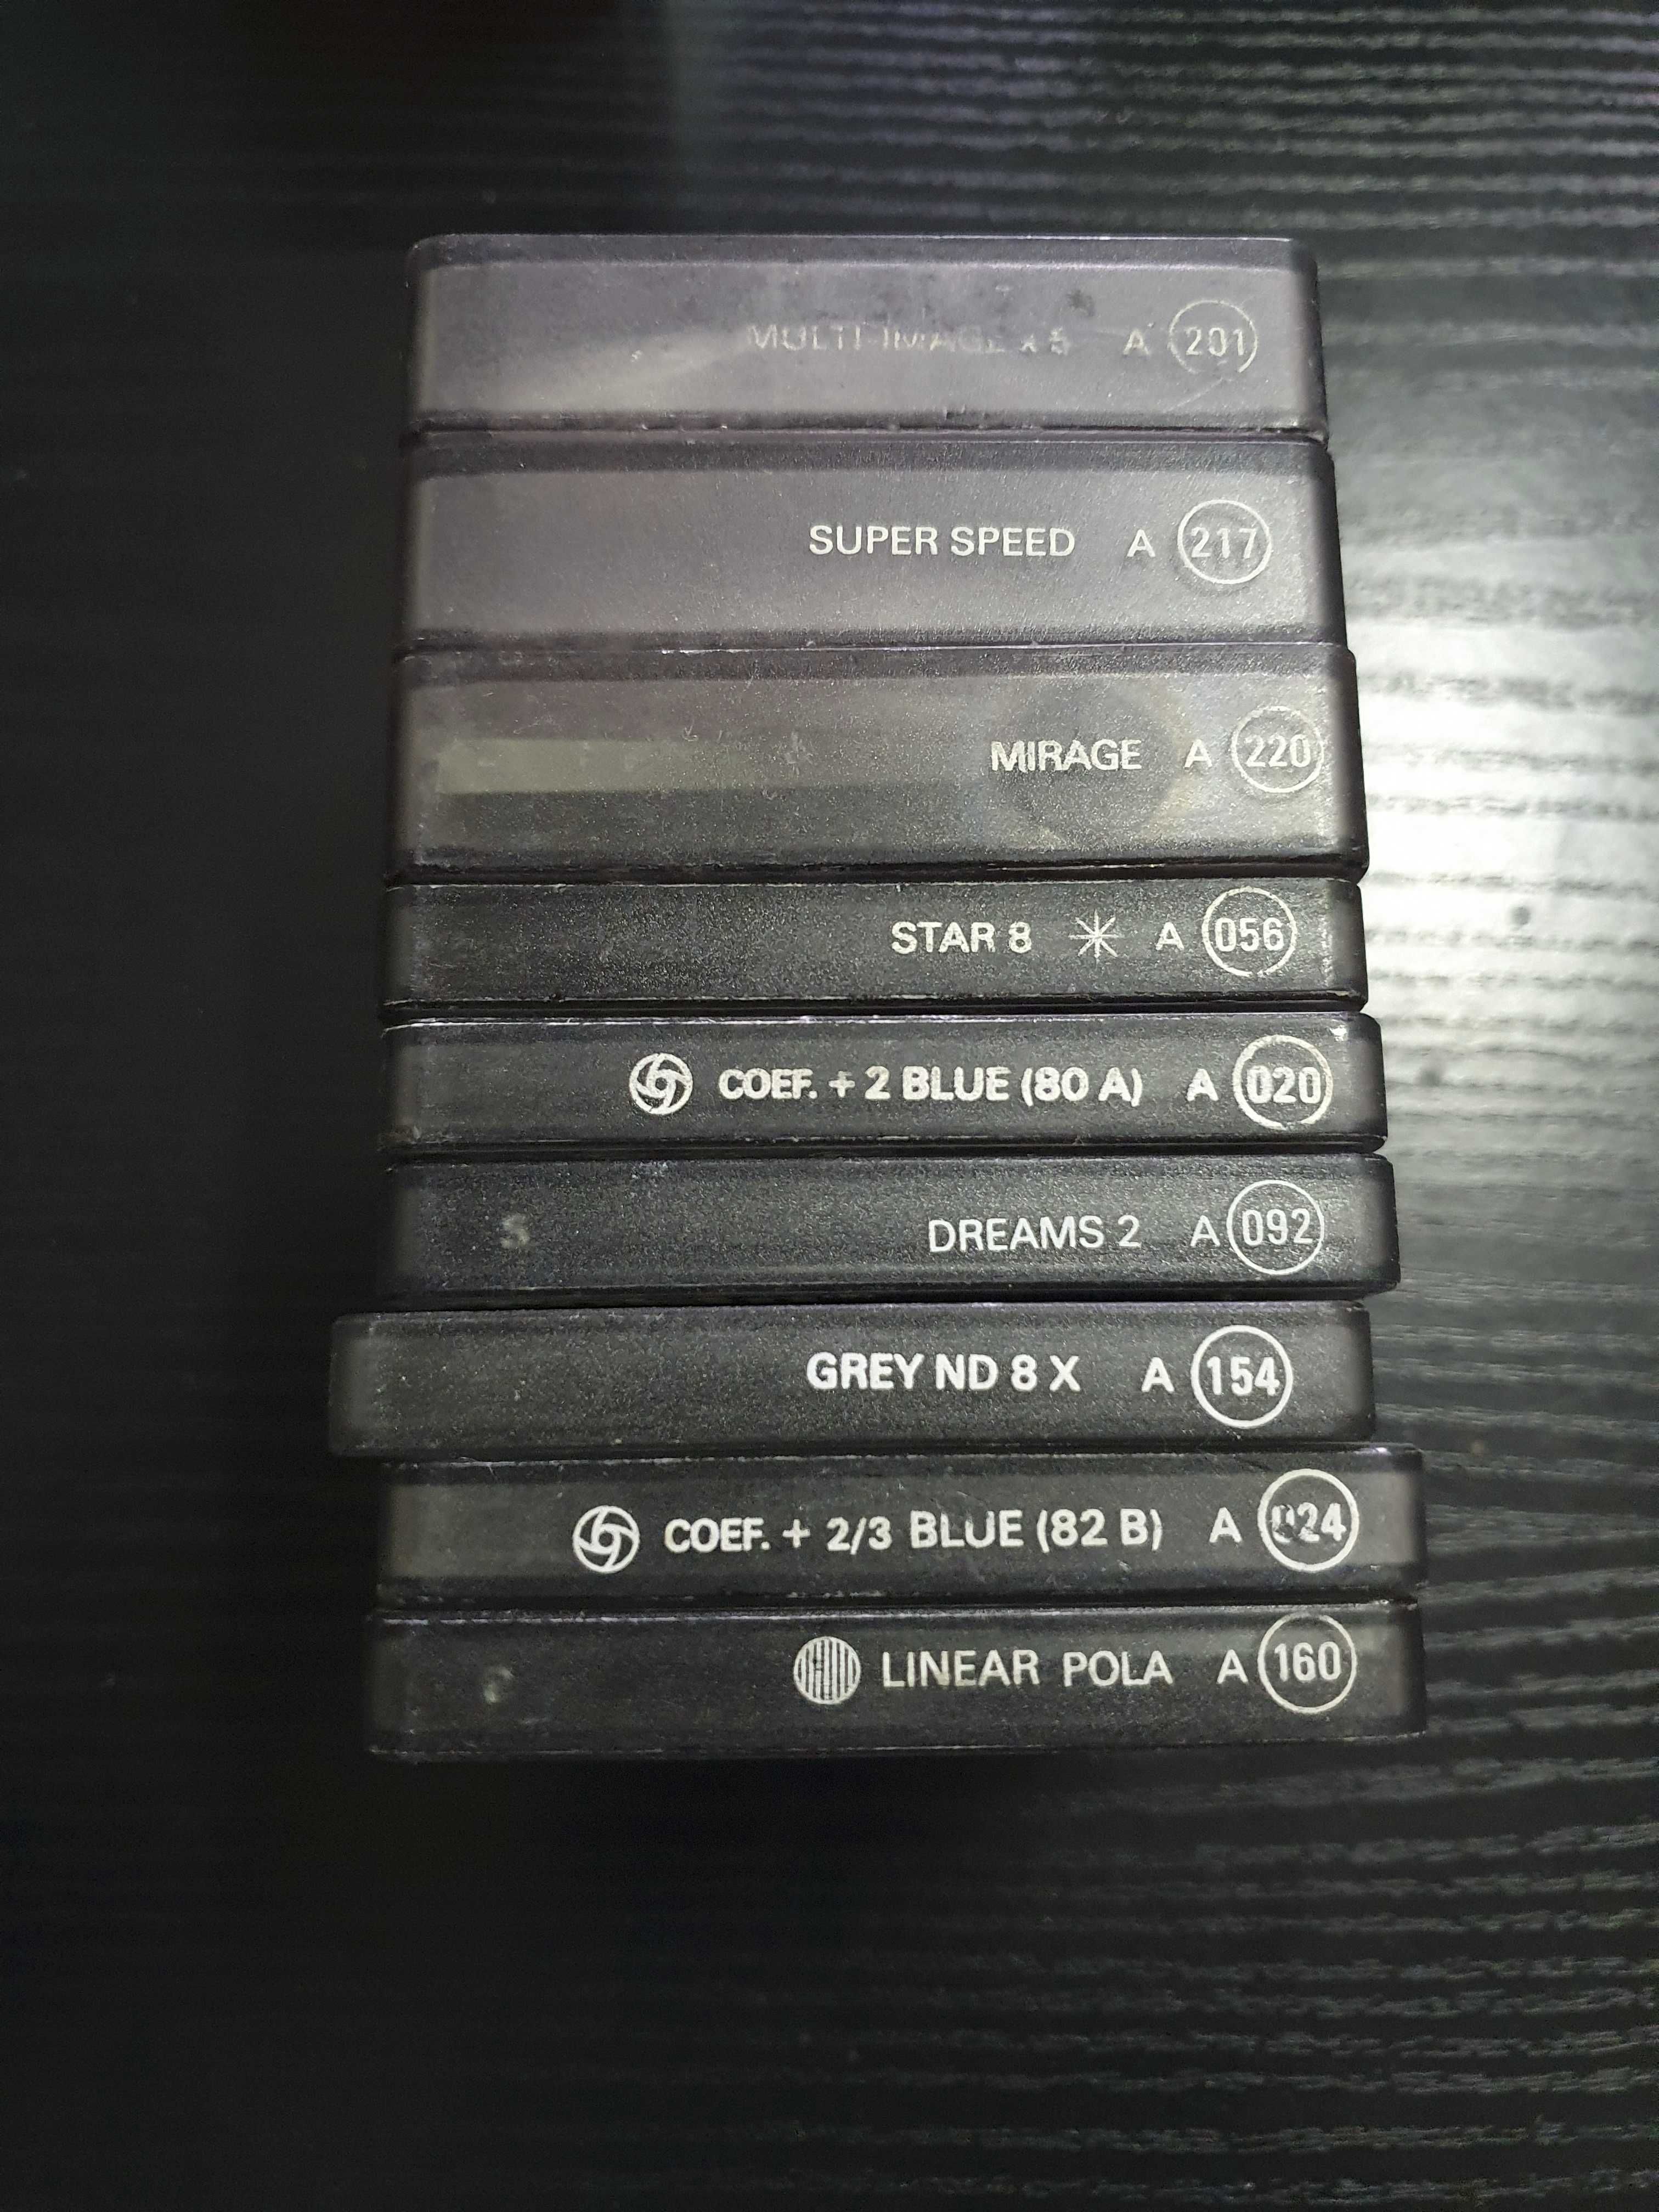 MULTI-IMAGE x 5 A 201
SUPER SPEED A 217
MIRAGE A 220
STAR 8 A 056
COEF. + 2 BLUE (80 A) A 020
DREAMS 2 A 092
GREY ND 8 X A 154
COEF. + 2/3 BLUE (82 B) A 024
LINEAR POLA A 160